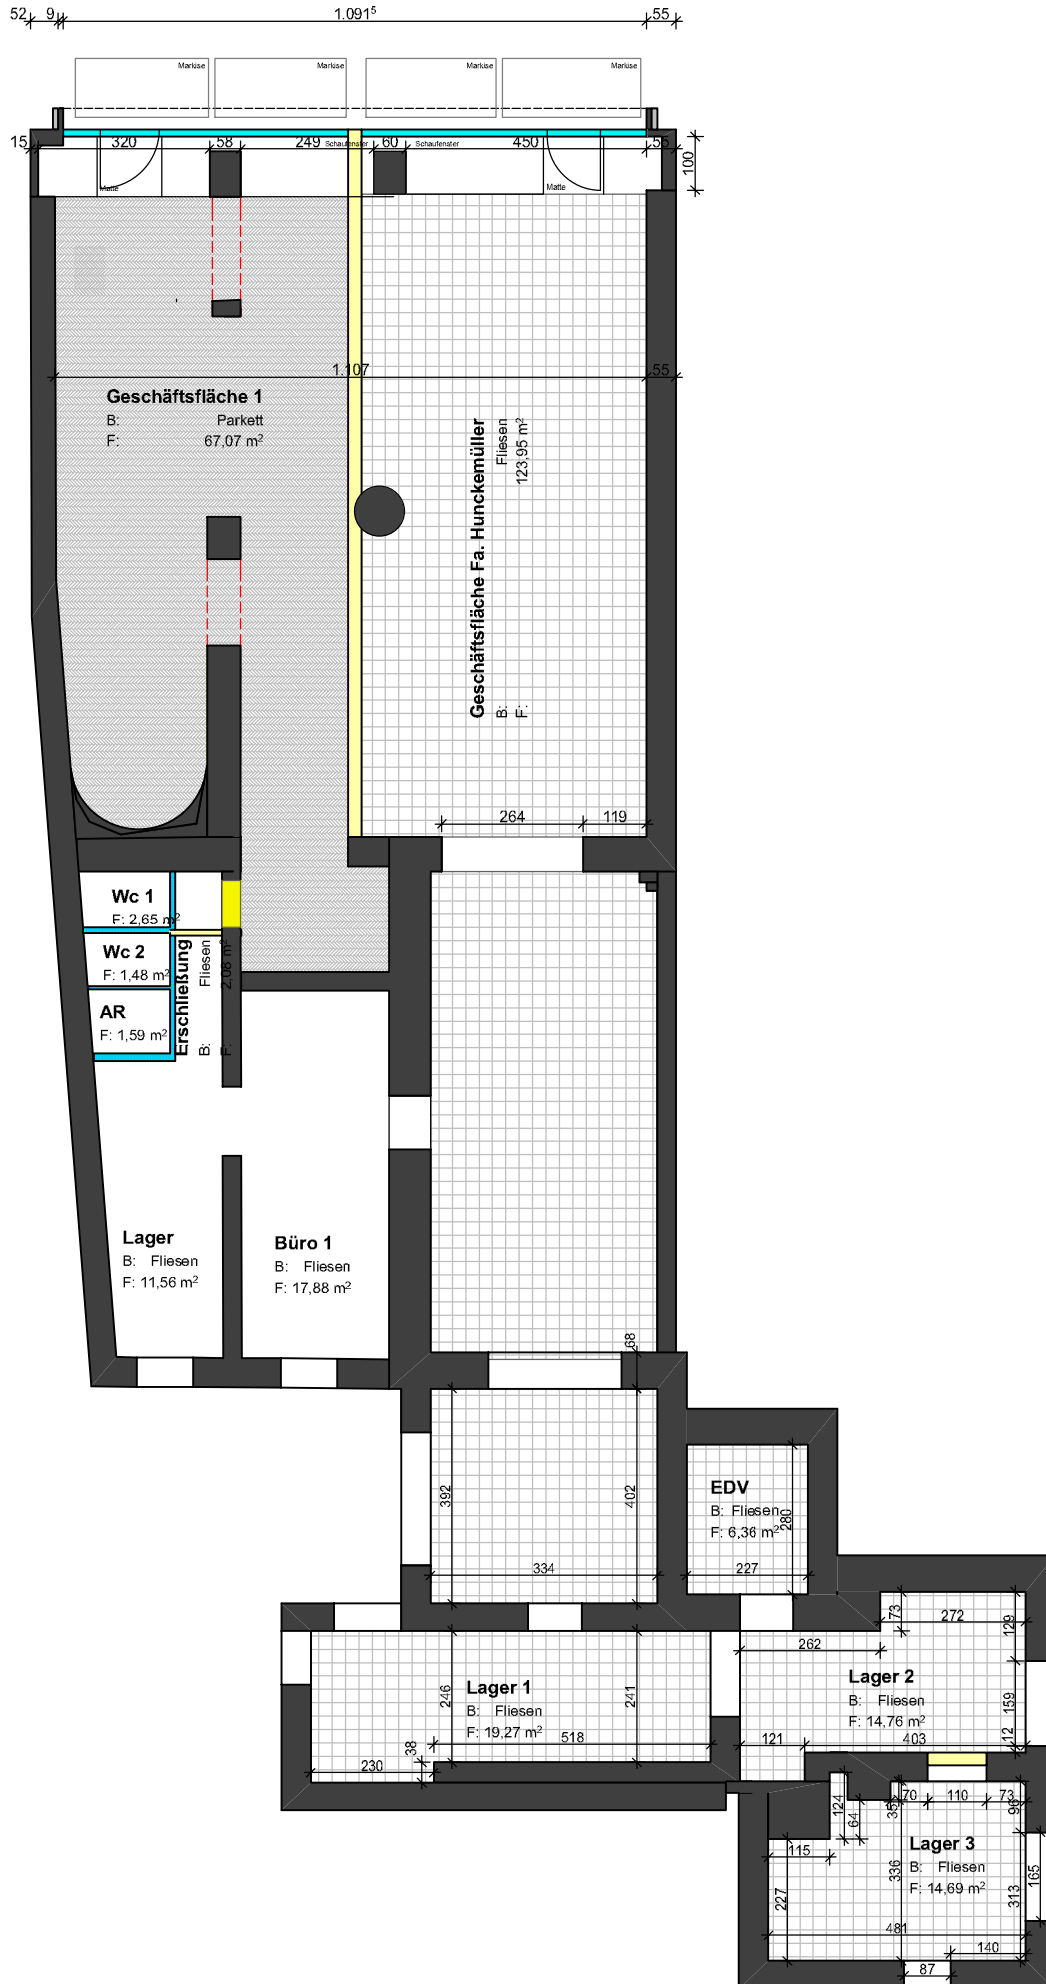 52 9 1.091⁵ 55
Markise Markise Markise Markise
15 320 58 249 Schaufenster 60 Schaufenster 450 55
100
Matte Matte
1.107 55
Geschäftsfläche 1
B: Parkett
F: 67,07 m²
Geschäftsfläche Fa. Hunckemüller
B: Fliesen
F: 123,95 m²
264 119
Wc 1
F: 2,65 m²
Wc 2
F: 1,48 m²
AR
F: 1,59 m²
Erschließung
B: Fliesen
F: 2,08 m²
Lager
B: Fliesen
F: 11,56 m²
Büro 1
B: Fliesen
F: 17,88 m²
68
392
402
334
EDV
B: Fliesen
F: 6,36 m²
280
227
73
272
129
262
246
Lager 1
B: Fliesen
F: 19,27 m²
241
518
38
230
Lager 2
B: Fliesen
F: 14,76 m²
159
12
121 403
70 110 73
35²
96
124
64
115
Lager 3
B: Fliesen
F: 14,69 m²
336
313
165
227
481
140
87